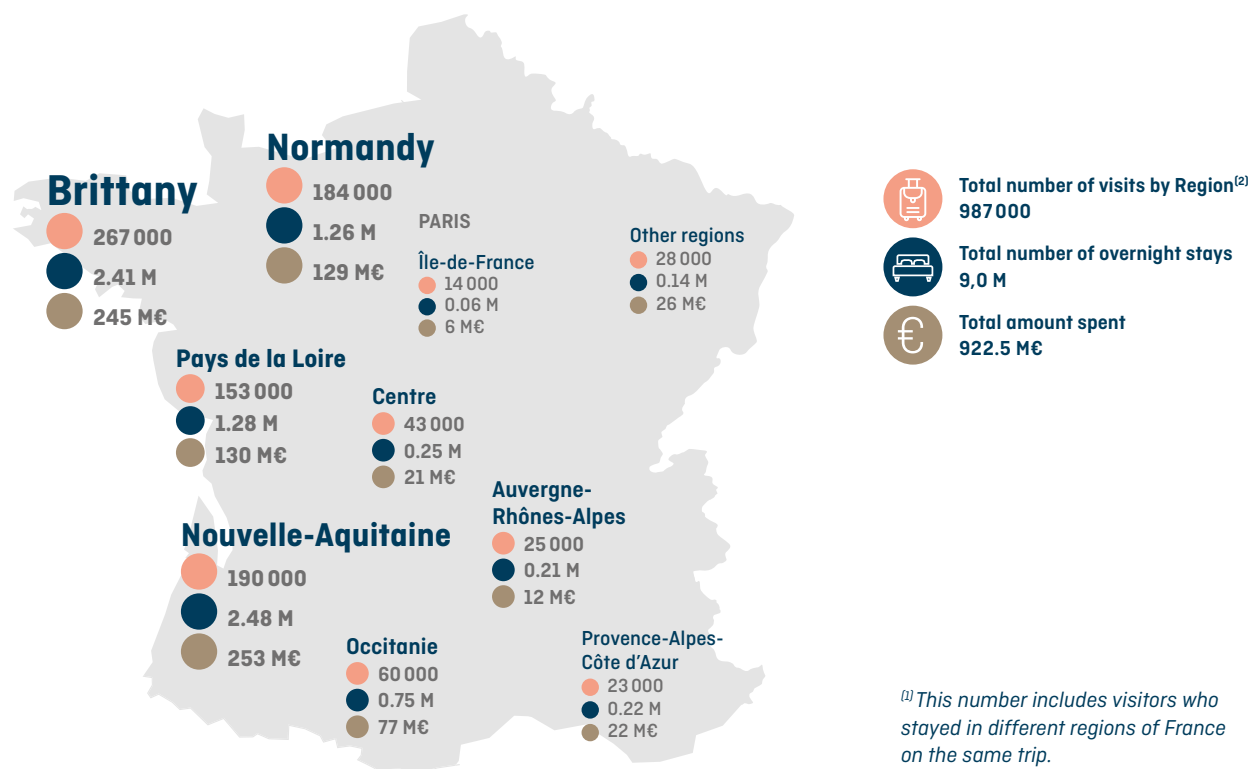 Normandy
184 000
1.26 M
129 M€
Brittany
267 000
2.41 M
245 M€
PARIS
Île-de-France
14 000
0.06 M
6 M€
Other regions
28 000
0.14 M
26 M€
Pays de la Loire
153 000
1.28 M
130 M€
Centre
43 000
0.25 M
21 M€
Auvergne-
Rhônes-Alpes
25 000
0.21 M
12 M€
Nouvelle-Aquitaine
190 000
2.48 M
253 M€
Occitanie
60 000
0.75 M
77 M€
Provence-Alpes-
Côte d'Azur
23 000
0.22 M
22 M€
Total number of visits by Region(2)
987 000
Total number of overnight stays
9,0 M
€
Total amount spent
922.5 M€
(1) This number includes visitors who
stayed in different regions of France
on the same trip.